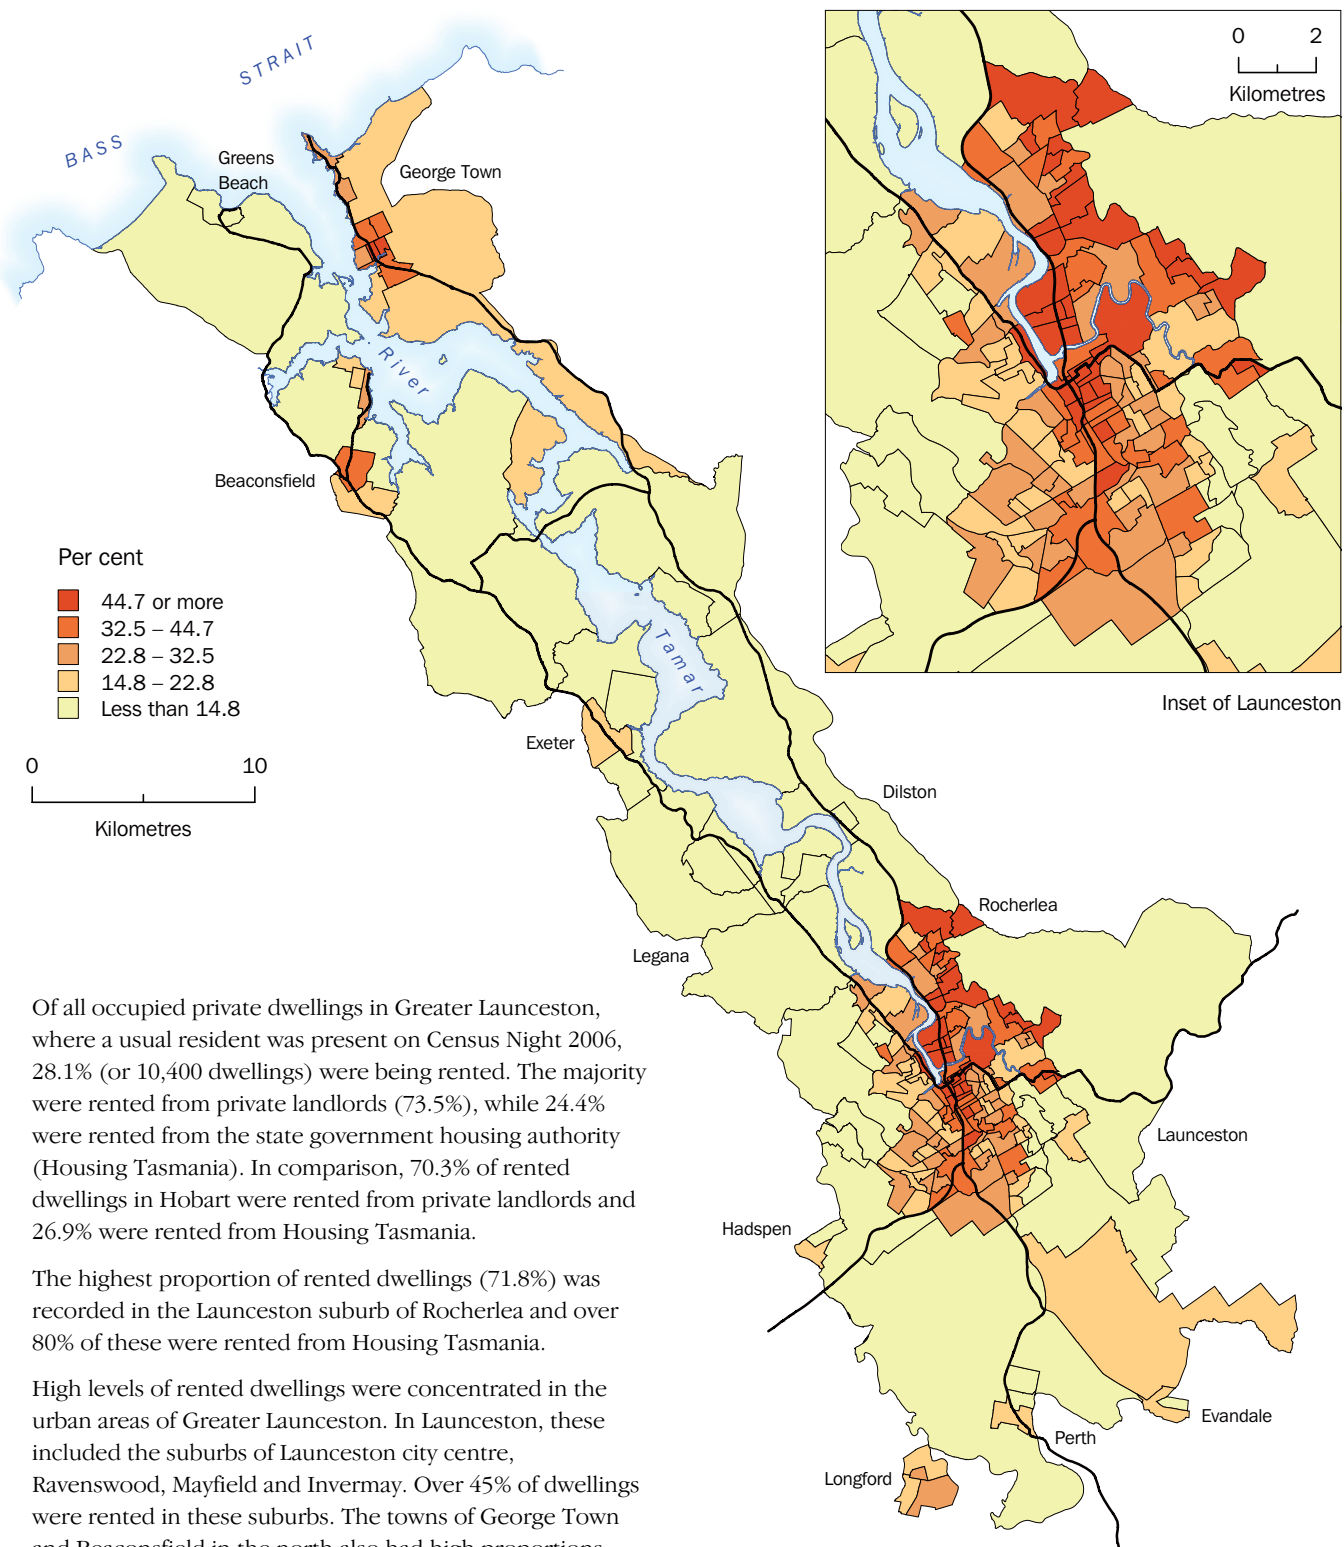 BASS
STRAIT
Greens
Beach
George Town
River
Beaconsfield
Per cent
44.7 or more
32.5 – 44.7
22.8 – 32.5
14.8 – 22.8
Less than 14.8
0 10
Kilometres
0 2
Kilometres
Inset of Launceston
Tamar
Exeter
Dilston
Rocherlea
Legana
Launceston
Hadspen
Evandale
Perth
Longford
Of all occupied private dwellings in Greater Launceston,
where a usual resident was present on Census Night 2006,
28.1% (or 10,400 dwellings) were being rented. The majority
were rented from private landlords (73.5%), while 24.4%
were rented from the state government housing authority
(Housing Tasmania). In comparison, 70.3% of rented
dwellings in Hobart were rented from private landlords and
26.9% were rented from Housing Tasmania.
The highest proportion of rented dwellings (71.8%) was
recorded in the Launceston suburb of Rocherlea and over
80% of these were rented from Housing Tasmania.
High levels of rented dwellings were concentrated in the
urban areas of Greater Launceston. In Launceston, these
included the suburbs of Launceston city centre,
Ravenswood, Mayfield and Invermay. Over 45% of dwellings
were rented in these suburbs. The towns of George Town
and Beaconsfield in the north also had high proportions